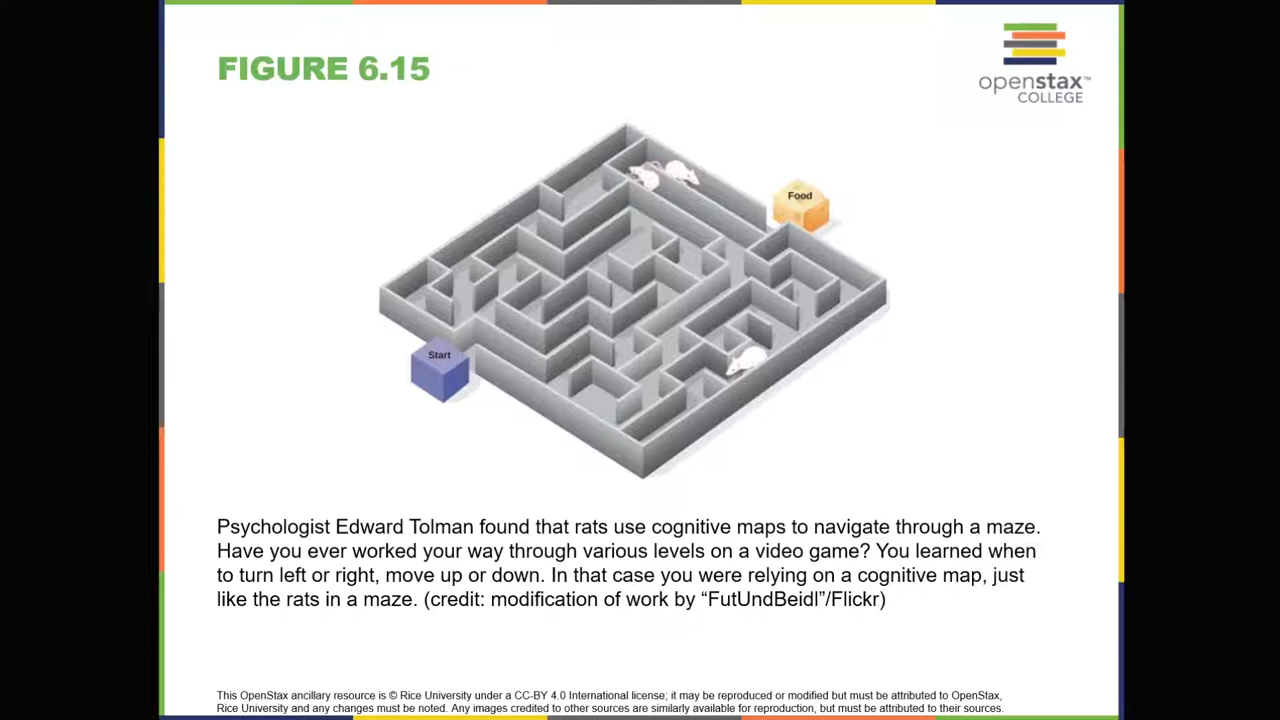 FIGURE 6.15
openstax™
COLLEGE
Food
Start
Psychologist Edward Tolman found that rats use cognitive maps to navigate through a maze.
Have you ever worked your way through various levels on a video game? You learned when
to turn left or right, move up or down. In that case you were relying on a cognitive map, just
like the rats in a maze. (credit: modification of work by “FutUndBeidl”/Flickr)
This OpenStax ancillary resource is © Rice University under a CC-BY 4.0 International license; it may be reproduced or modified but must be attributed to OpenStax,
Rice University and any changes must be noted. Any images credited to other sources are similarly available for reproduction, but must be attributed to their sources.